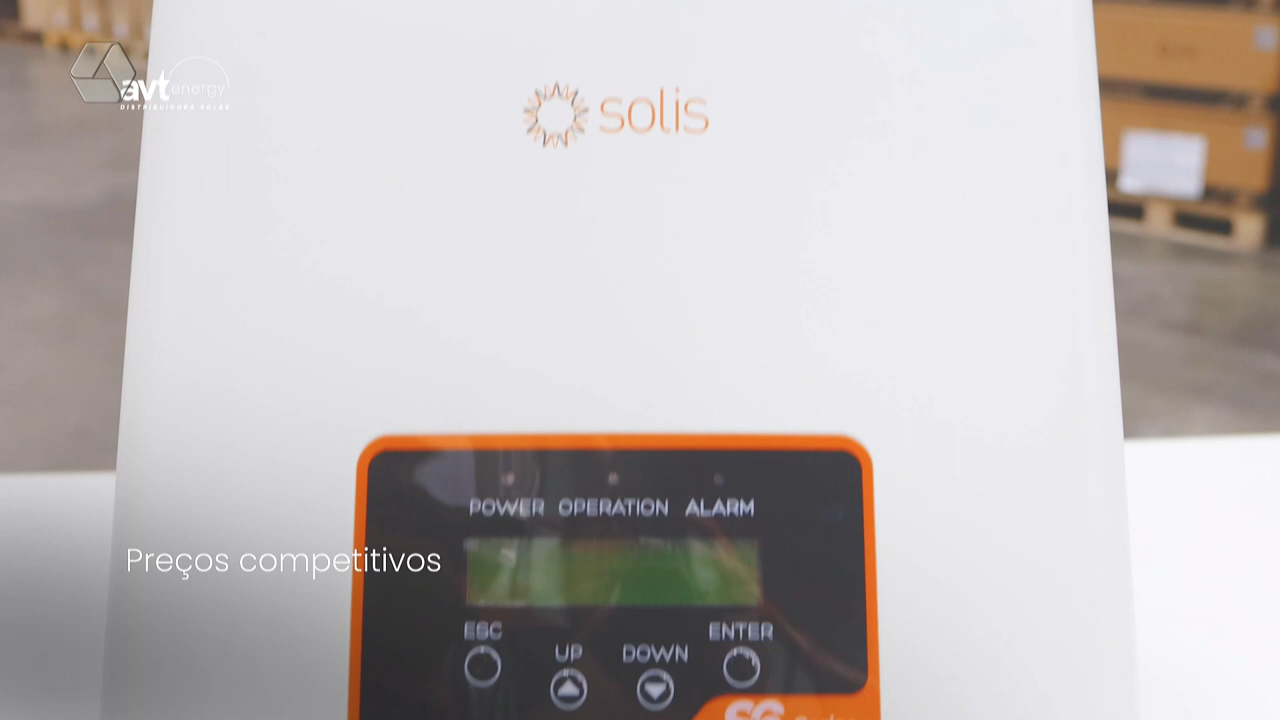 avt energy
DISTRIBUIDORA SOLAR
solis
POWER OPERATION ALARM
Preços competitivos
ESC
ENTER
UP
DOWN